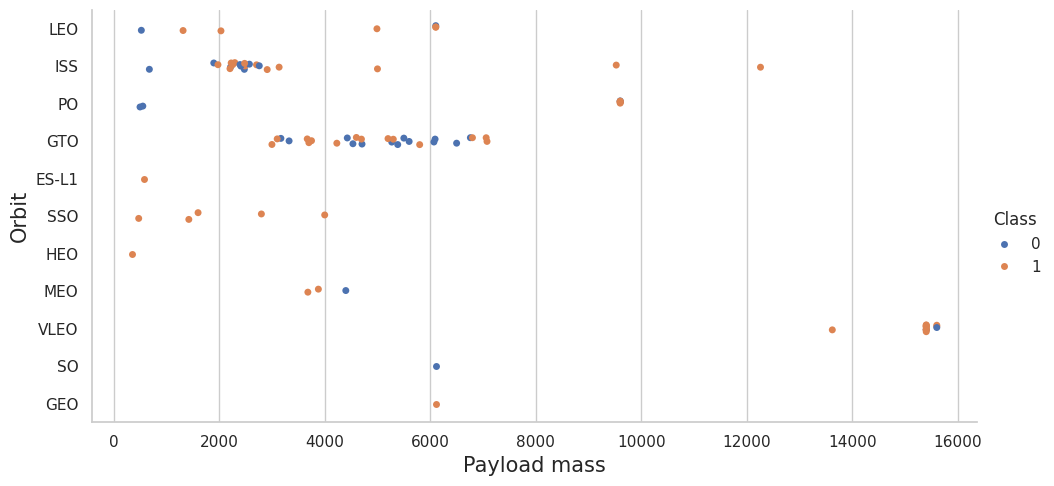 LEO
ISS
PO
GTO
ES-L1
SSO
HEO
MEO
VLEO
SO
GEO
Orbit
0 2000 4000 6000 8000 10000 12000 14000 16000
Payload mass
Class
0
1